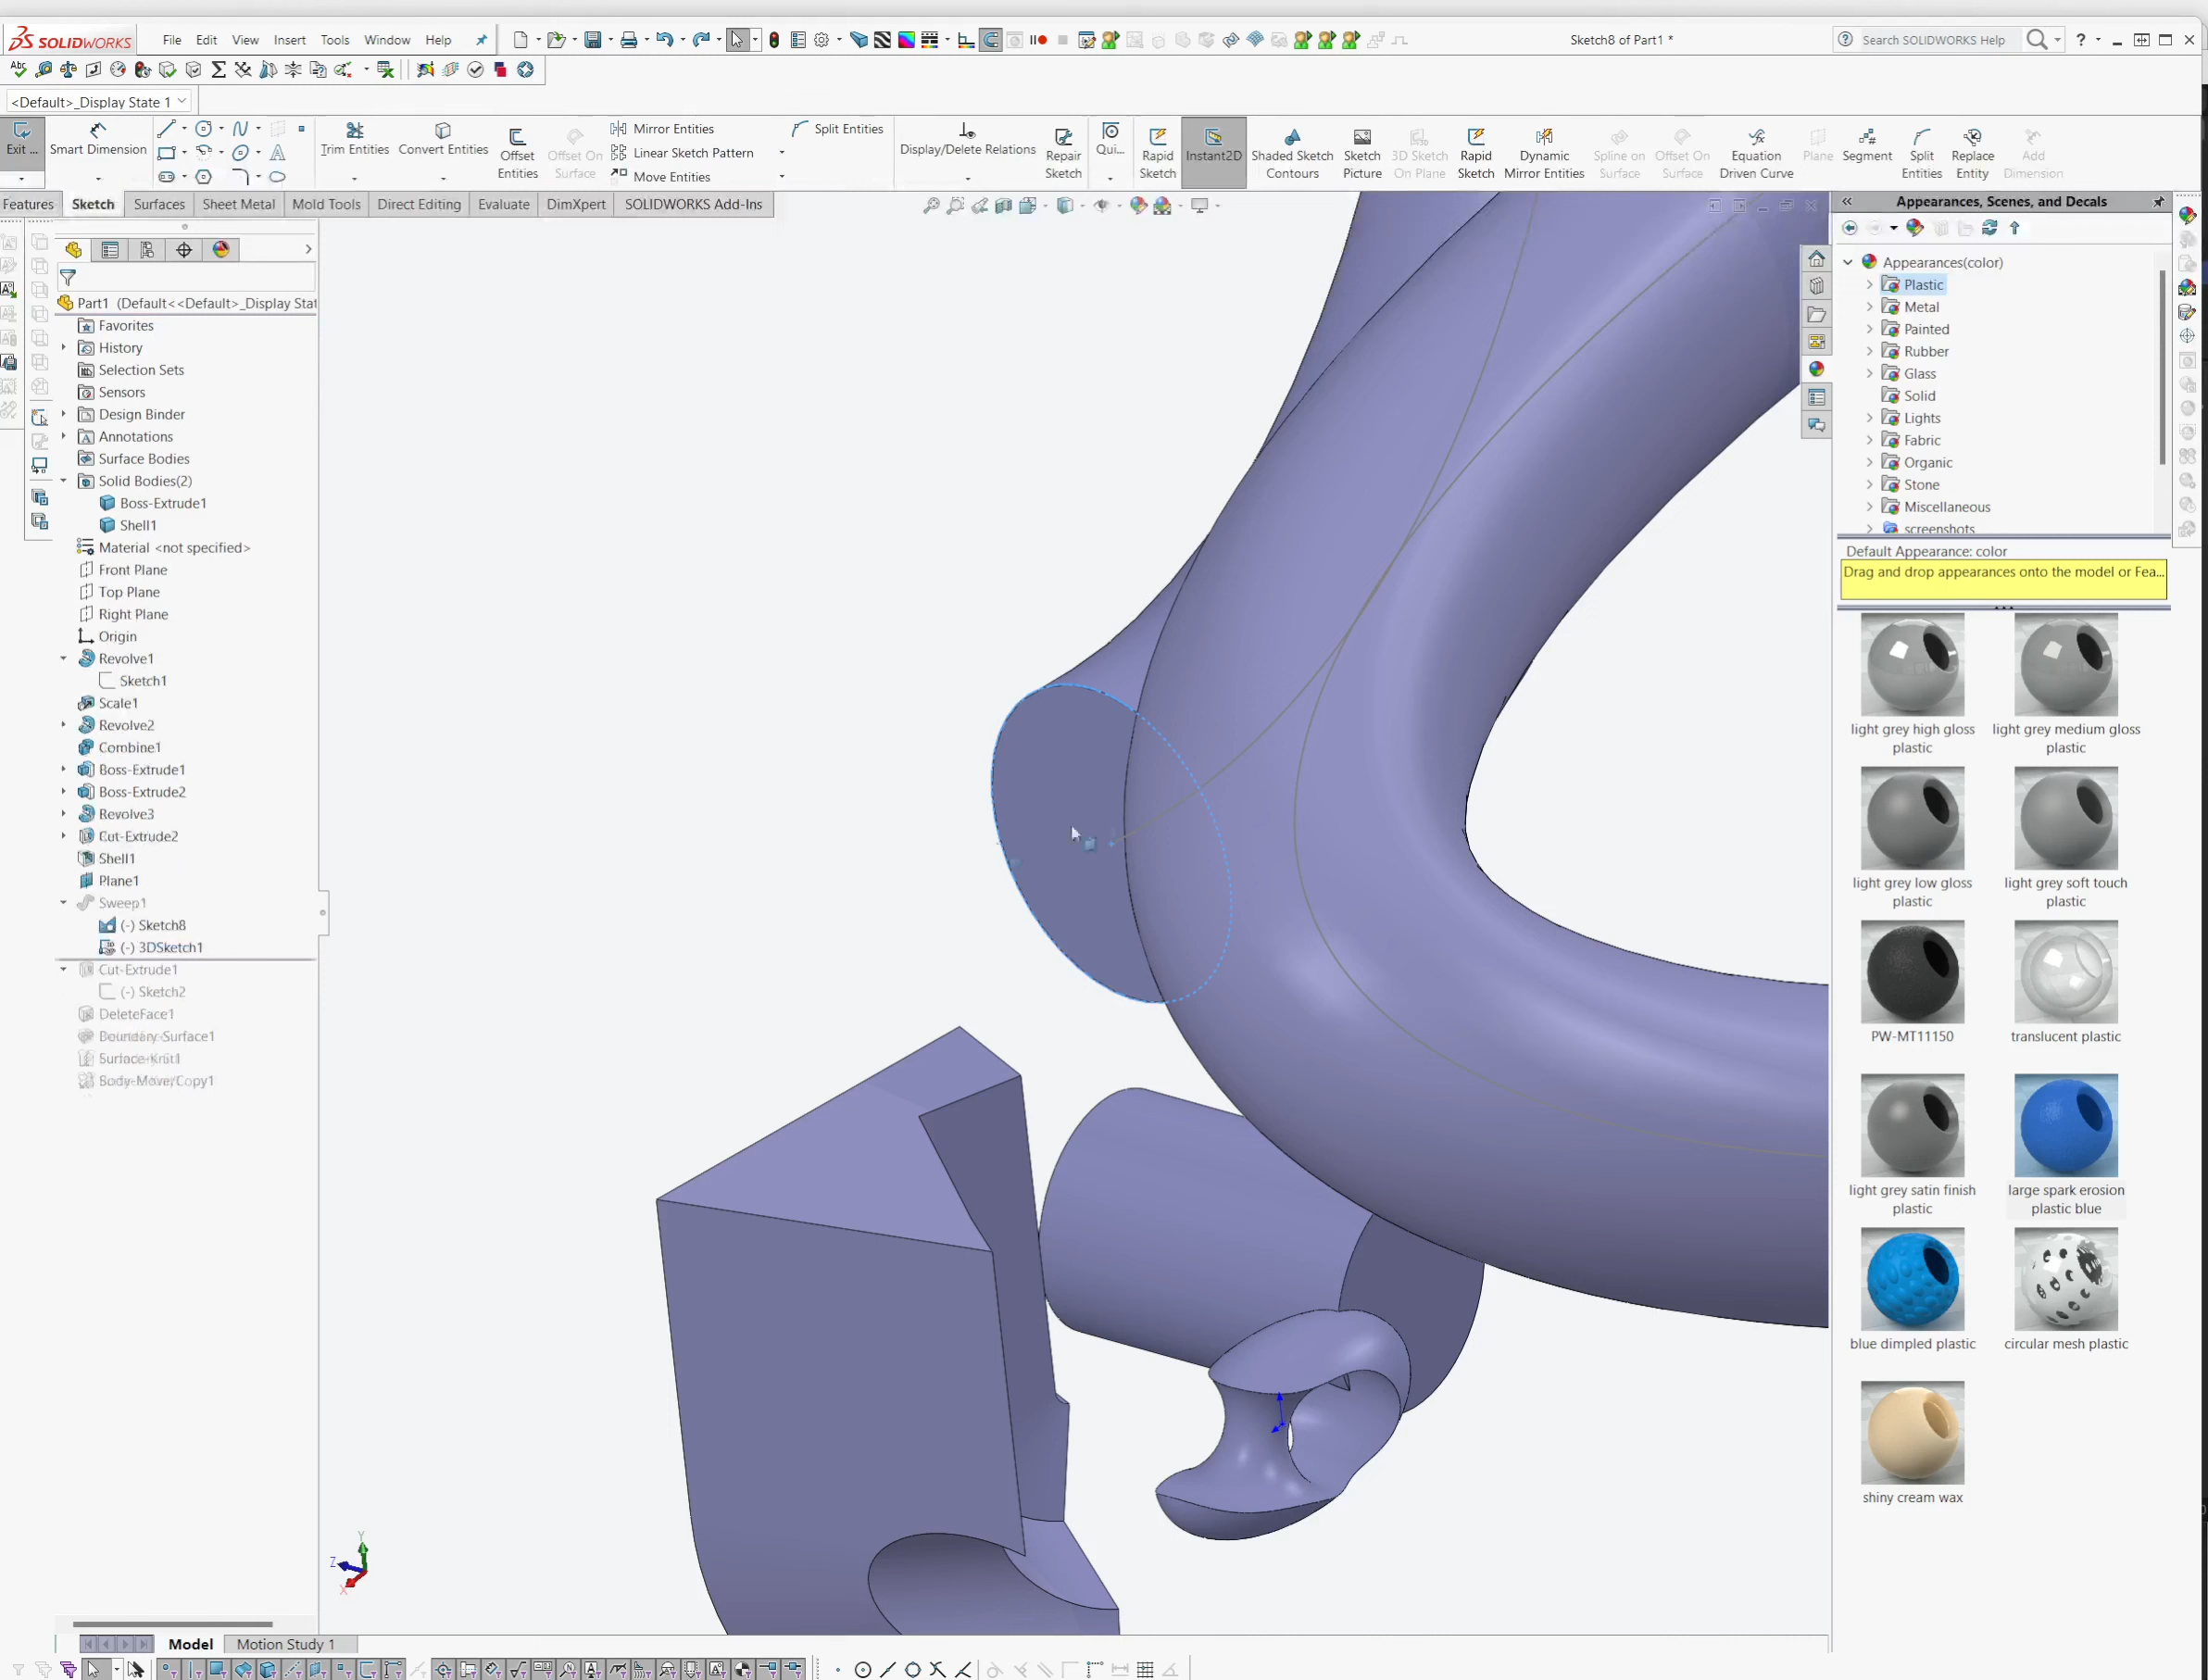 SOLIDWORKS File Edit View Insert Tools Window Help Sketch8 of Part1 * Search SOLIDWORKS Help
<Default>_Display State 1
Exit ...
Smart Dimension
Trim Entities
Convert Entities
Offset Entities
Offset On Surface
Mirror Entities
Linear Sketch Pattern
Move Entities
Split Entities
Display/Delete Relations
Repair Sketch
Qui...
Rapid Sketch
Instant2D
Shaded Sketch Contours
Sketch Picture
3D Sketch On Plane
Rapid Sketch
Dynamic Mirror Entities
Spline on Surface
Offset On Surface
Equation Driven Curve
Plane
Segment
Split Entities
Replace Entity
Add Dimension
Features Sketch Surfaces Sheet Metal Mold Tools Direct Editing Evaluate DimXpert SOLIDWORKS Add-Ins
Part1 (Default<<Default>_Display Stat
Favorites
History
Selection Sets
Sensors
Design Binder
Annotations
Surface Bodies
Solid Bodies(2)
Boss-Extrude1
Shell1
Material <not specified>
Front Plane
Top Plane
Right Plane
Origin
Revolve1
Sketch1
Scale1
Revolve2
Combine1
Boss-Extrude1
Boss-Extrude2
Revolve3
Cut-Extrude2
Shell1
Plane1
Sweep1
(-) Sketch8
(-) 3DSketch1
Cut-Extrude1
(-) Sketch2
DeleteFace1
Boundary-Surface1
Surface-Knit1
Body-Move/Copy1
Y
Z
X
Appearances, Scenes, and Decals
Appearances(color)
Plastic
Metal
Painted
Rubber
Glass
Solid
Lights
Fabric
Organic
Stone
Miscellaneous
screenshots
Default Appearance: color
Drag and drop appearances onto the model or Fea...
light grey high gloss plastic
light grey medium gloss plastic
light grey low gloss plastic
light grey soft touch plastic
PW-MT11150
translucent plastic
light grey satin finish plastic
large spark erosion plastic blue
blue dimpled plastic
circular mesh plastic
shiny cream wax
Model Motion Study 1